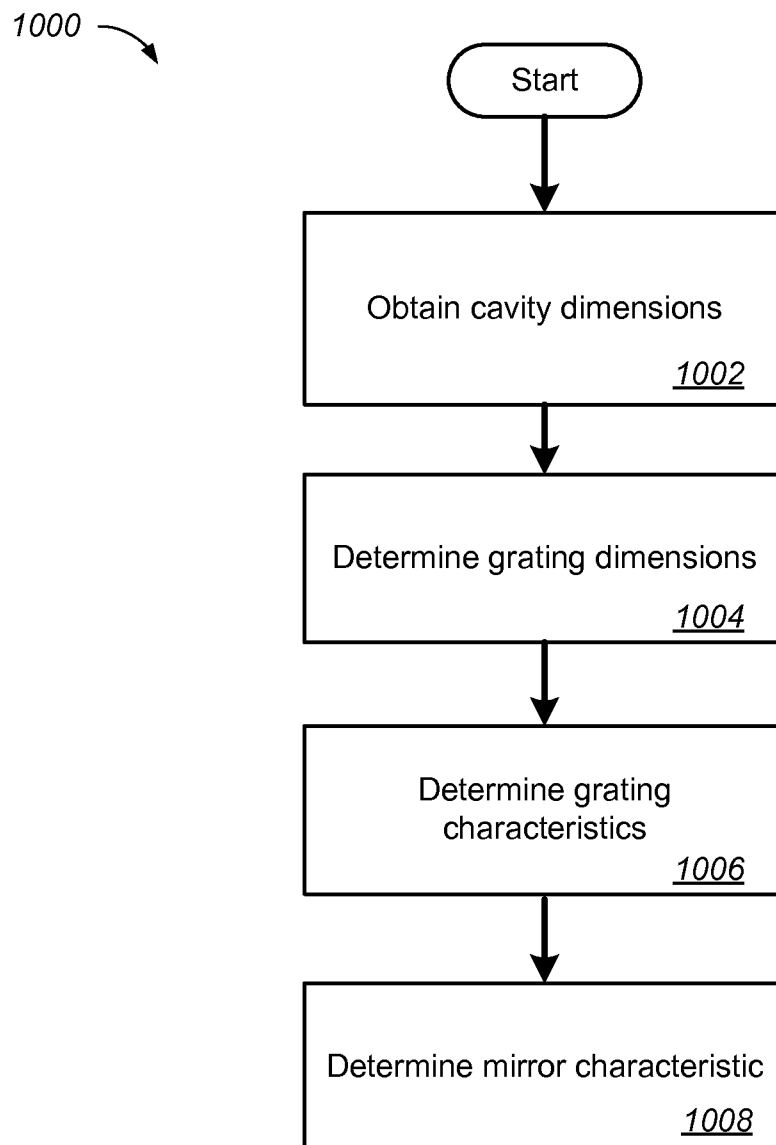 1000
Start
Obtain cavity dimensions
1002
Determine grating dimensions
1004
Determine grating
characteristics
1006
Determine mirror characteristic
1008